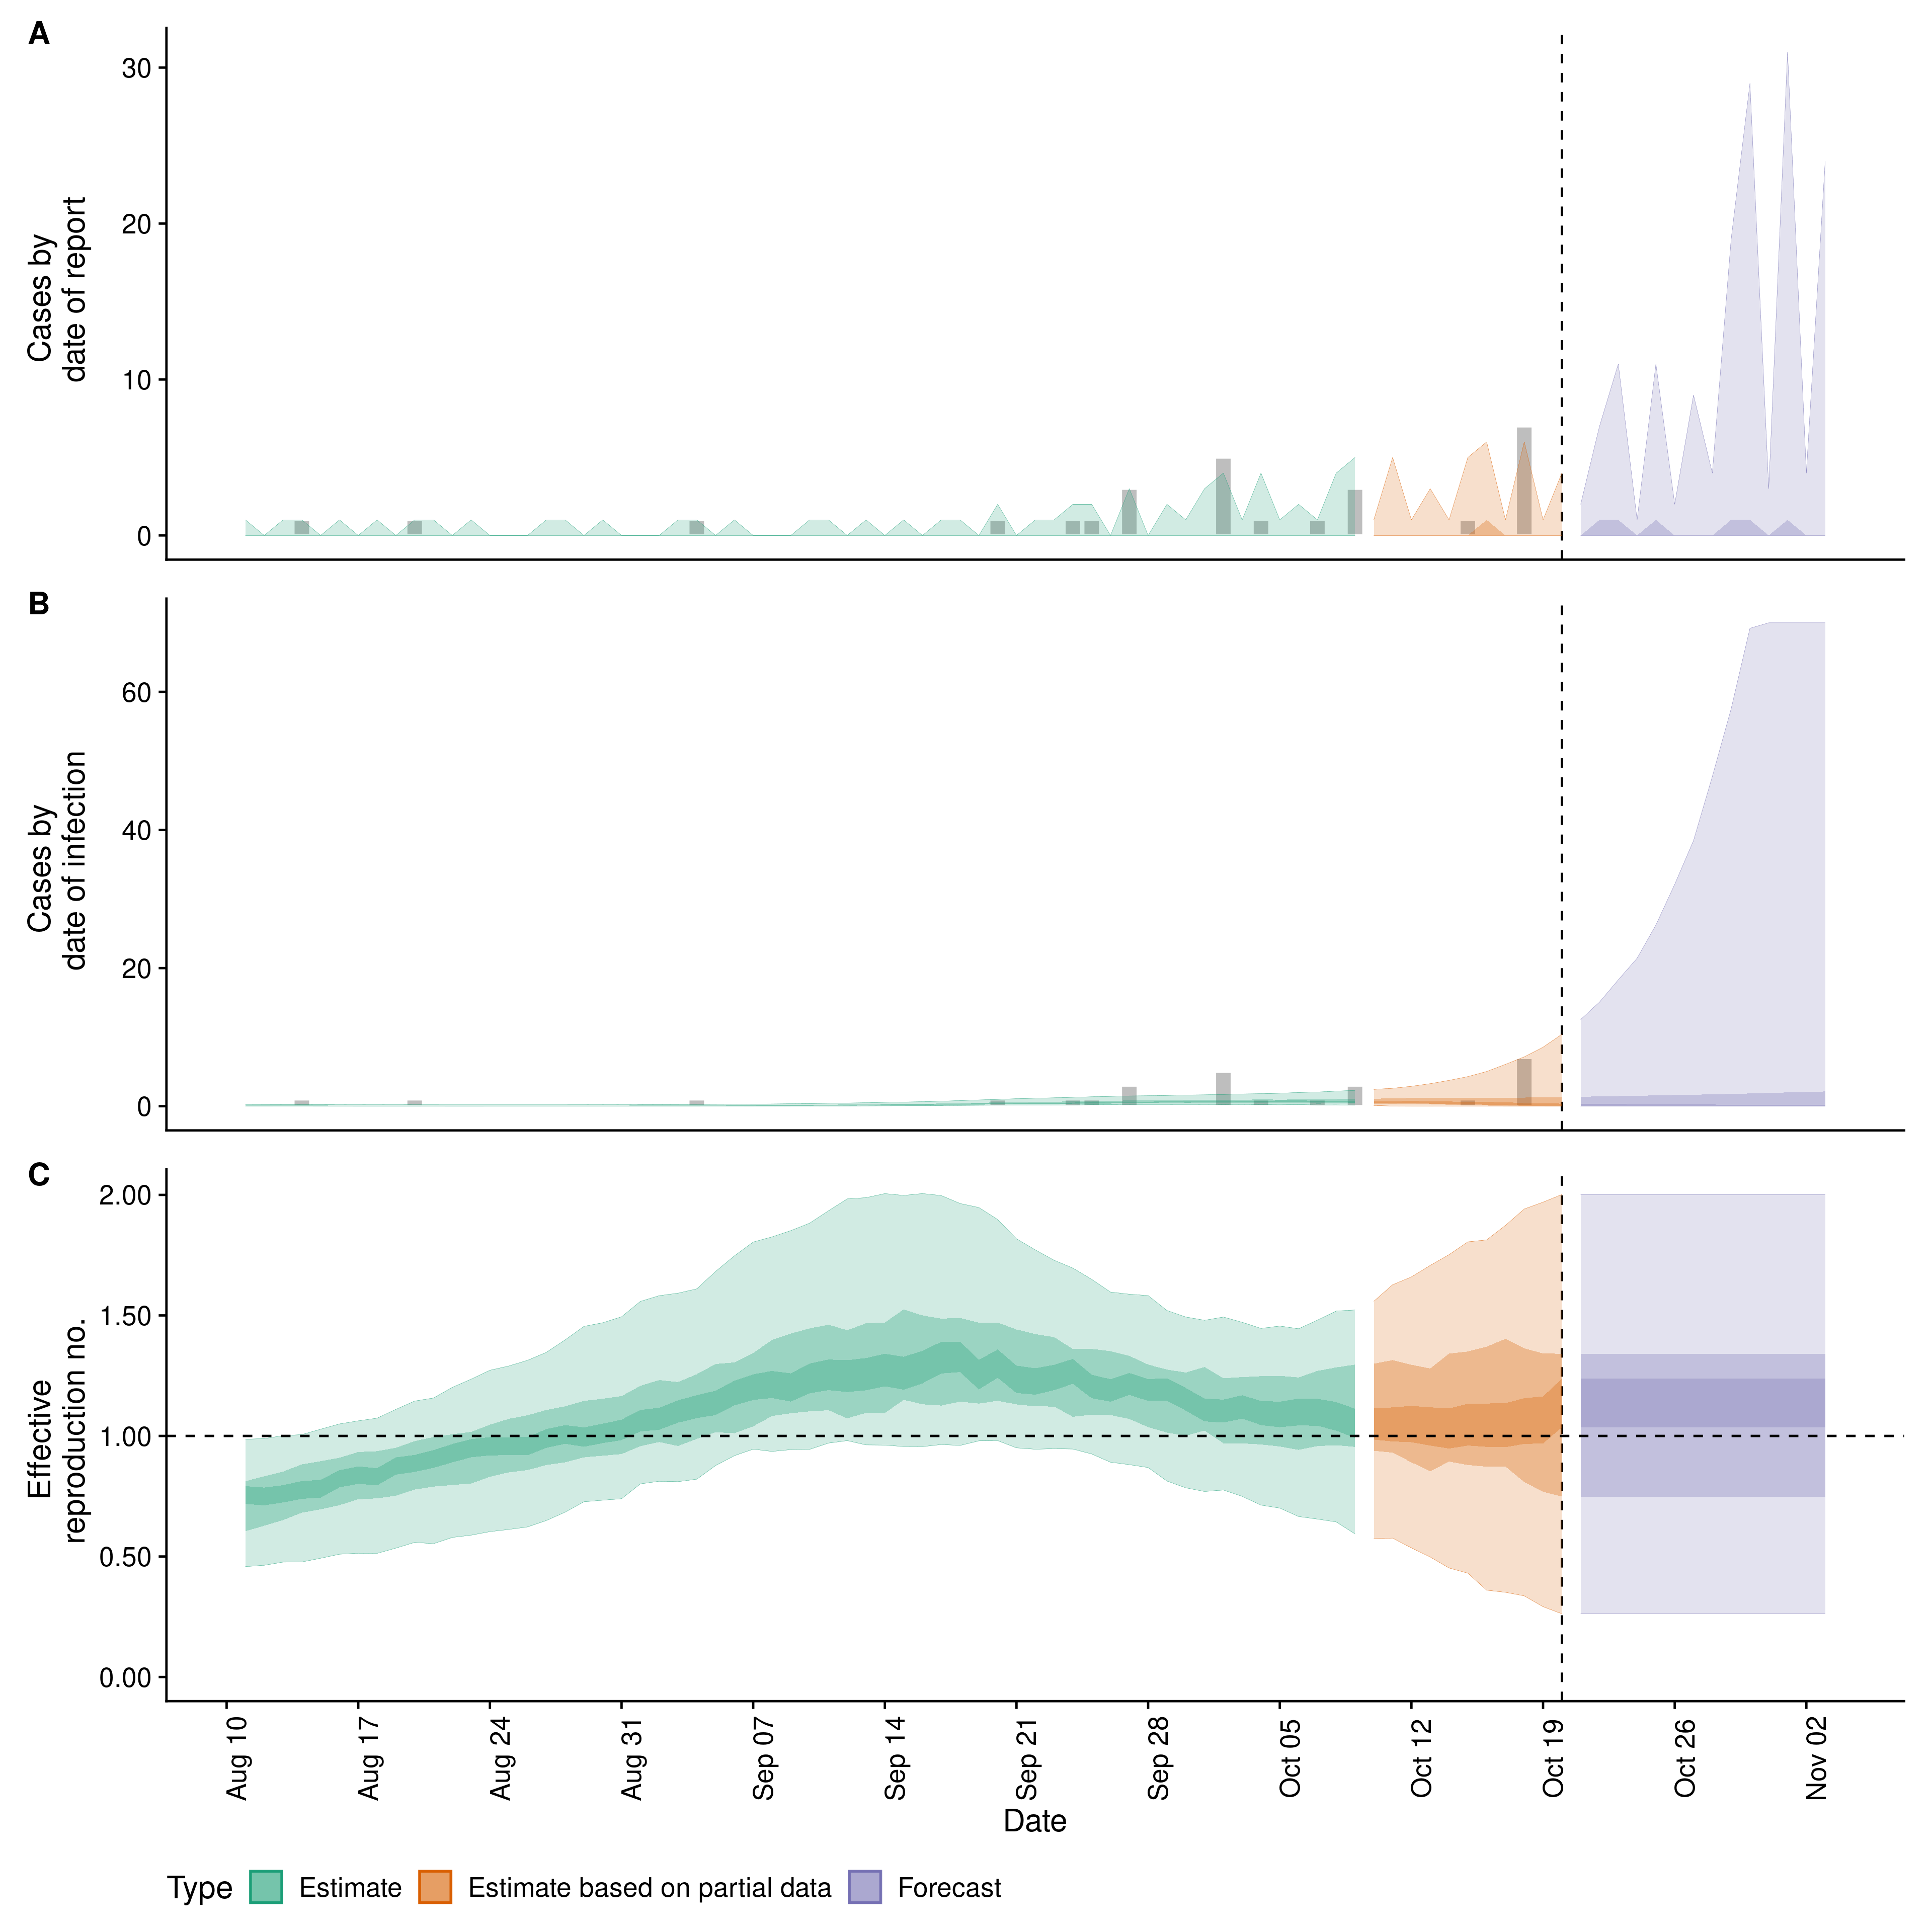 A
Cases by
date of report
30
20
10
0
B
Cases by
date of infection
60
40
20
0
C
Effective
reproduction no.
2.00
1.50
1.00
0.50
0.00
Aug 10
Aug 17
Aug 24
Aug 31
Sep 07
Sep 14
Sep 21
Sep 28
Oct 05
Oct 12
Oct 19
Oct 26
Nov 02
Date
Type Estimate Estimate based on partial data Forecast